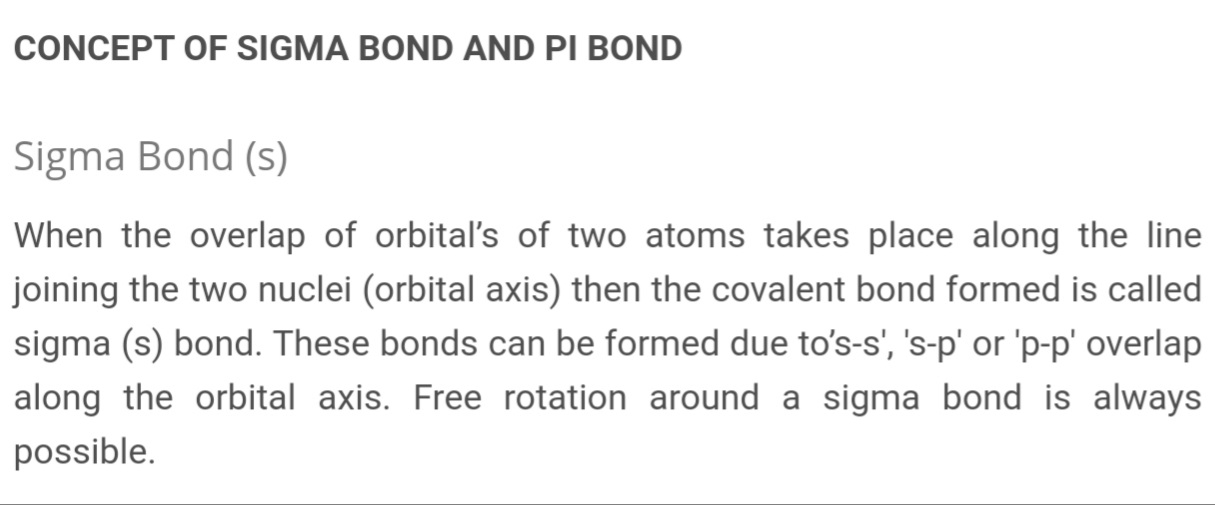 CONCEPT OF SIGMA BOND AND PI BOND
Sigma Bond (s)
When the overlap of orbital’s of two atoms takes place along the line
joining the two nuclei (orbital axis) then the covalent bond formed is called
sigma (s) bond. These bonds can be formed due to’s-s', 's-p' or 'p-p' overlap
along the orbital axis. Free rotation around a sigma bond is always
possible.